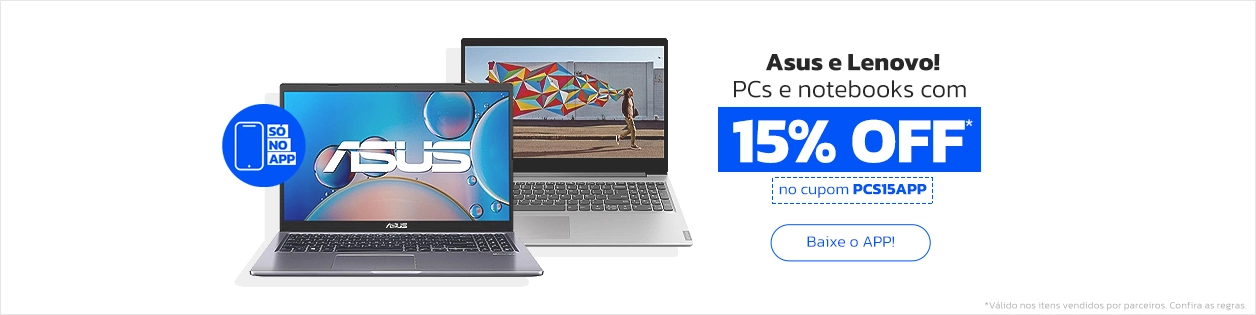 SÓ
NO
APP
ASUS
ASUS
Asus e Lenovo!
PCs e notebooks com
15% OFF*
no cupom PCS15APP
Baixe o APP!
*Válido nos itens vendidos por parceiros. Confira as regras.